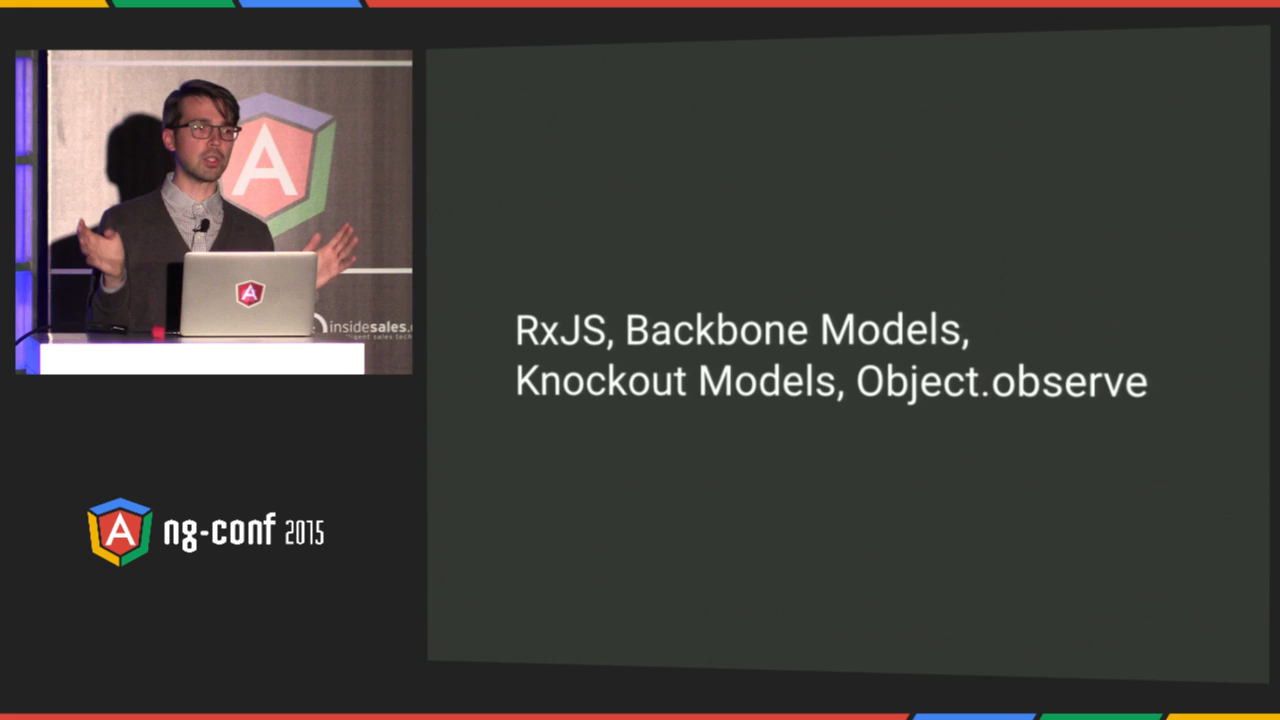 A
A
insidesales.
RxJS, Backbone Models,
Knockout Models, Object.observe
A ng-conf 2015